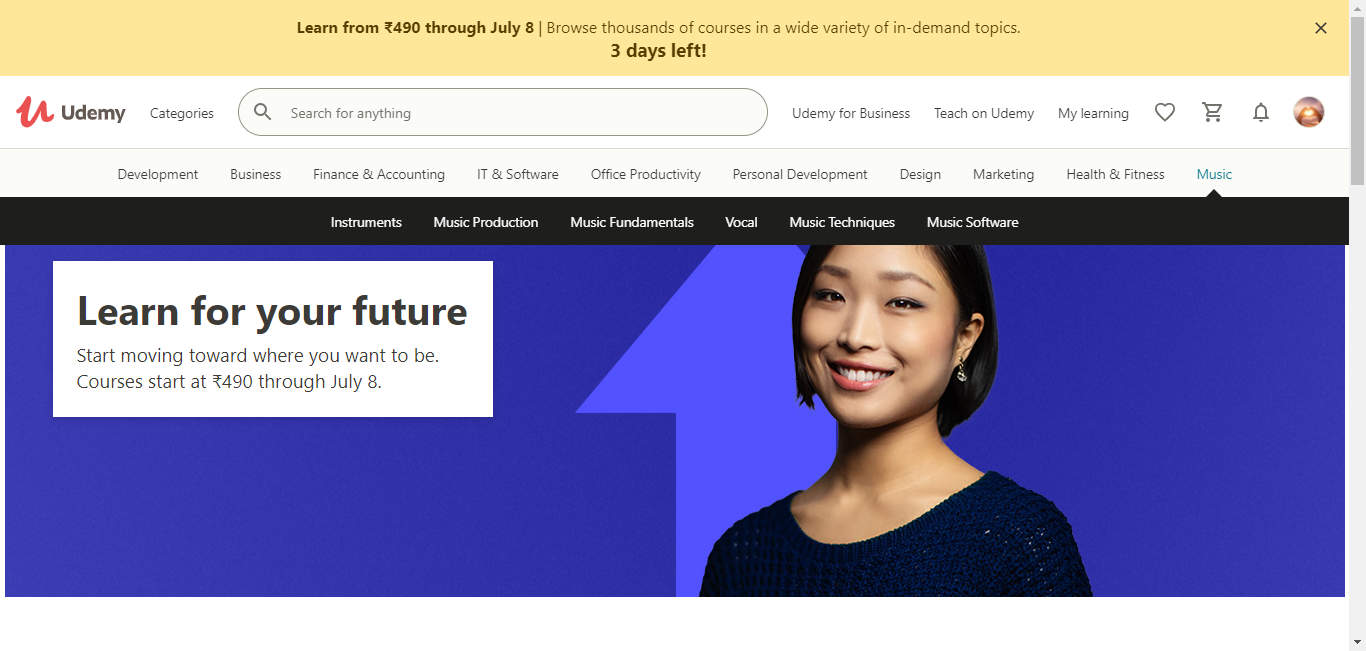 Learn from ₹490 through July 8 | Browse thousands of courses in a wide variety of in-demand topics.
3 days left!
Udemy
Categories
Search for anything
Udemy for Business
Teach on Udemy
My learning
Development
Business
Finance & Accounting
IT & Software
Office Productivity
Personal Development
Design
Marketing
Health & Fitness
Music
Instruments
Music Production
Music Fundamentals
Vocal
Music Techniques
Music Software
Learn for your future
Start moving toward where you want to be.
Courses start at ₹490 through July 8.